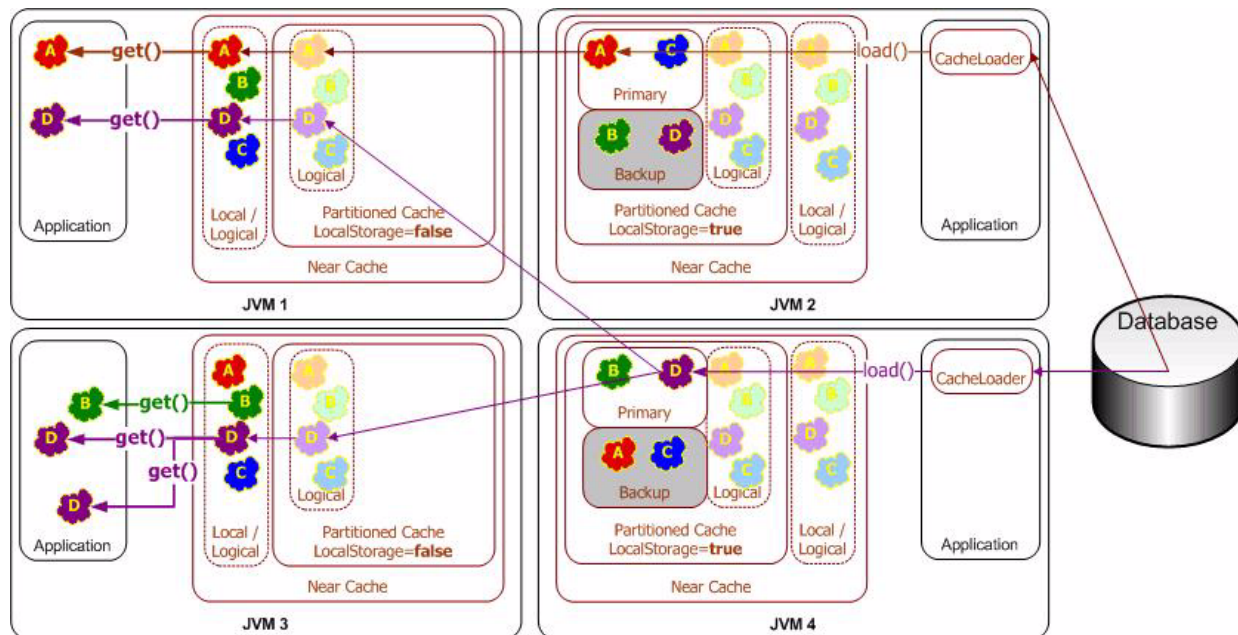 A
get()
A
A
A
C
A
A
load()
CacheLoader
B
B
Primary
B
B
D
get()
D
D
B
D
D
D
C
C
Backup
C
C
Logical
Logical
Application
Local /
Logical
Partitioned Cache
LocalStorage=false
Partitioned Cache
LocalStorage=true
Local /
Logical
Application
Near Cache
Near Cache
JVM 1
JVM 2
Database
A
A
B
D
A
A
load()
CacheLoader
B
get()
B
B
Primary
B
B
D
get()
D
D
D
D
get()
C
C
A
C
C
C
D
Logical
Backup
Logical
Application
Local /
Logical
Partitioned Cache
LocalStorage=false
Partitioned Cache
LocalStorage=true
Local /
Logical
Application
Near Cache
Near Cache
JVM 3
JVM 4